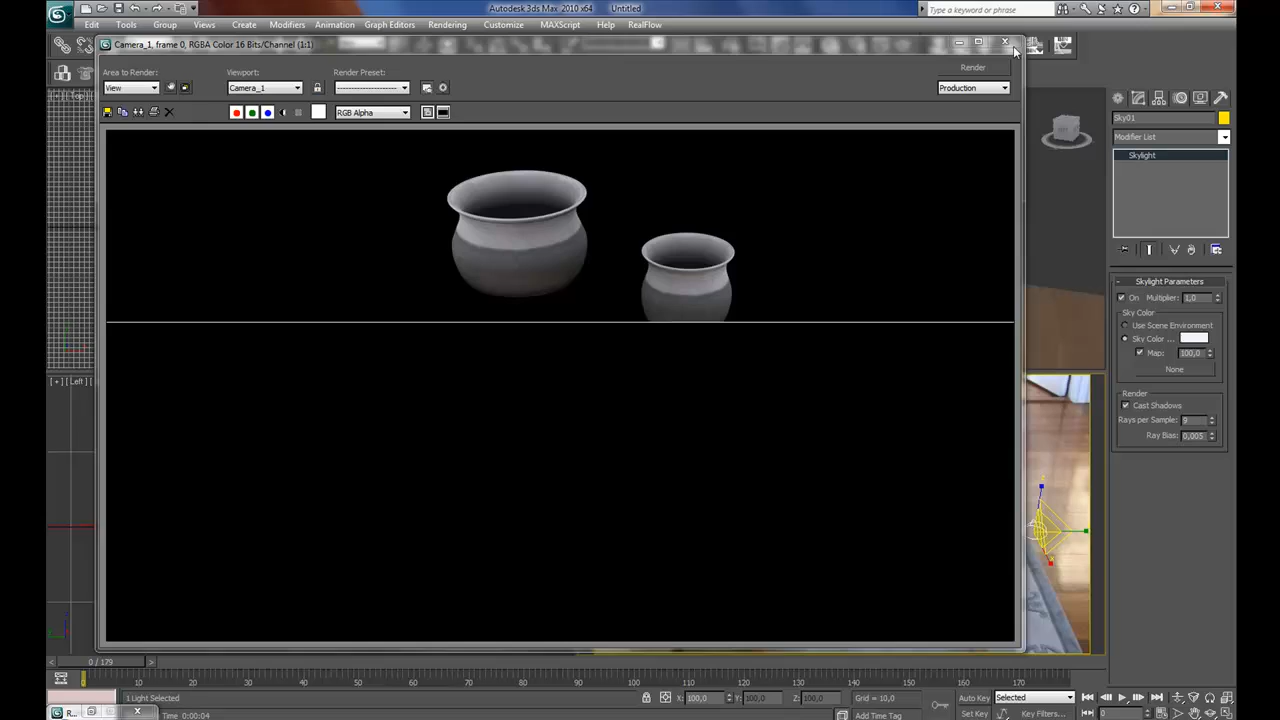 Autodesk 3ds Max 2010 x64 Untitled
Type a keyword or phrase
Edit Tools Group Views Create Modifiers Animation Graph Editors Rendering Customize MAXScript Help RealFlow
Camera_1, frame 0, RGBA Color 16 Bits/Channel (1:1)
Area to Render: Viewport: Render Preset: Render
View Camera_1 -------------------- Production
RGB Alpha
Sky01
Modifier List
Skylight
Skylight Parameters
On Multiplier: 1,0
Sky Color
Use Scene Environment
Sky Color ...
Map: 100,0
None
Render
Cast Shadows
Rays per Sample: 9
Ray Bias: 0,005
[ + ] [ Left ]
0 / 179
0 10 20 30 40 50 60 70 80 90 100 110 120 130 140 150 160 170
1 Light Selected X: 100,0 Y: 100,0 Z: 100,0 Grid = 10,0 Auto Key Selected
R... Time 0:00:04 Add Time Tag Set Key Key Filters... 0